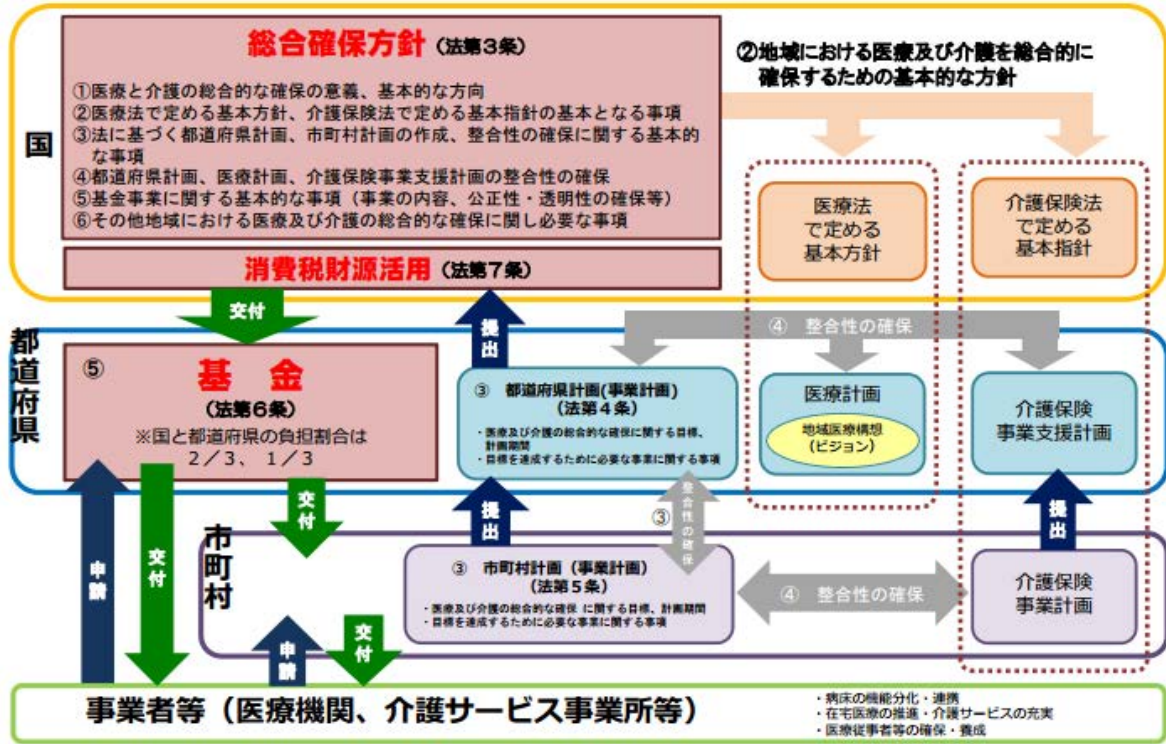 総合確保方針（法第３条）
①医療と介護の総合的な確保の意義、基本的な方向
②医療法で定める基本方針、介護保険法で定める基本指針の基本となる事項
③法に基づく都道府県計画、市町村計画の作成、整合性の確保に関する基本的
な事項
④都道府県計画、医療計画、介護保険事業支援計画の整合性の確保
⑤基金事業に関する基本的な事項（事業の内容、公正性・透明性の確保等）
⑥その他地域における医療及び介護の総合的な確保に関し必要な事項
国
②地域における医療及び介護を総合的に
確保するための基本的な方針
医療法
で定める
基本方針
介護保険法
で定める
基本指針
消費税財源活用（法第７条）
交付
提出
④ 整合性の確保
都道府県
⑤ 基 金
（法第６条）
※国と都道府県の負担割合は
２／３、１／３
③ 都道府県計画(事業計画)
（法第４条）
・医療及び介護の総合的な確保に関する目標、
計画期間
・目標を達成するために必要な事業に関する事項
医療計画
地域医療構想
（ビジョン）
介護保険
事業支援計画
申請
交付
交付
提出
③ 整合性の確保
提出
市町村
③ 市町村計画（事業計画）
（法第５条）
・医療及び介護の総合的な確保 に関する目標、計画期間
・目標を達成するために必要な事業に関する事項
④ 整合性の確保
介護保険
事業計画
申請
交付
事業者等（医療機関、介護サービス事業所等）
・病床の機能分化・連携
・在宅医療の推進・介護サービスの充実
・医療従事者等の確保・養成